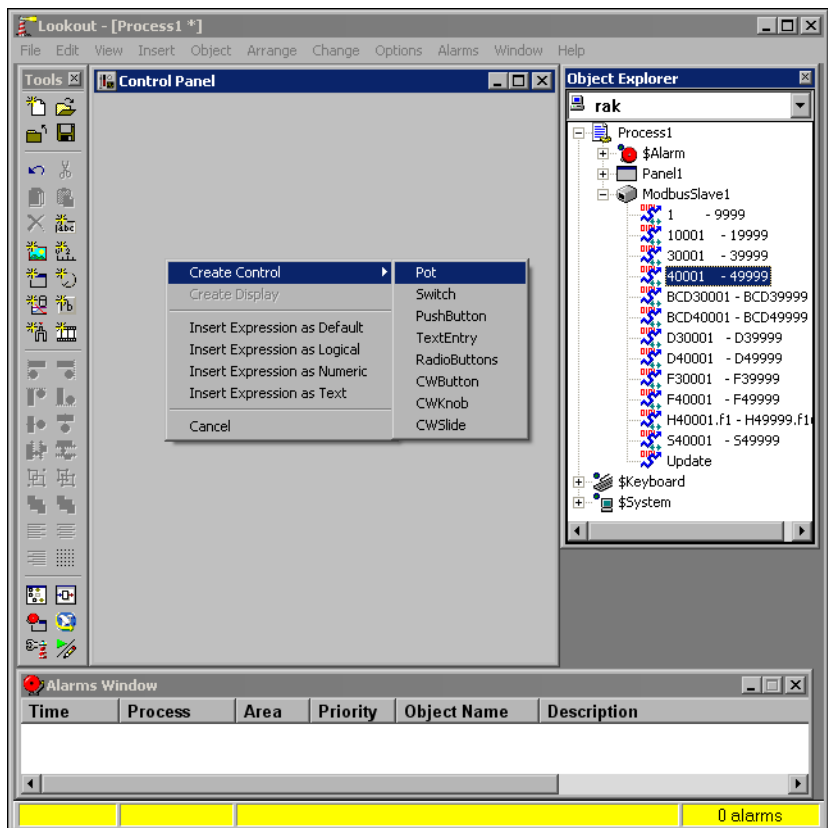 Lookout - [Process1 *]
File Edit View Insert Object Arrange Change Options Alarms Window Help
Tools
Control Panel
Create Control
Create Display
Insert Expression as Default
Insert Expression as Logical
Insert Expression as Numeric
Insert Expression as Text
Cancel
Pot
Switch
PushButton
TextEntry
RadioButtons
CWButton
CWKnob
CWSlide
Object Explorer
rak
Process1
$Alarm
Panel1
ModbusSlave1
1 - 9999
10001 - 19999
30001 - 39999
40001 - 49999
BCD30001 - BCD39999
BCD40001 - BCD49999
D30001 - D39999
D40001 - D49999
F30001 - F39999
F40001 - F49999
H40001.f1 - H49999.f1
S40001 - S49999
Update
$Keyboard
$System
Alarms Window
Time Process Area Priority Object Name Description
0 alarms